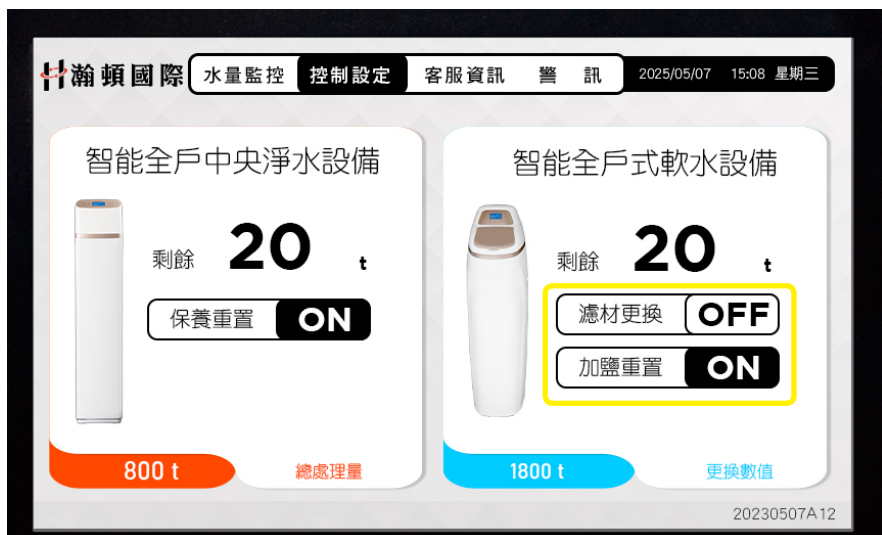 瀚頓國際 水量監控 控制設定 客服資訊 警訊 2025/05/07 15:08 星期三
智能全戶中央淨水設備
剩餘 20 t
保養重置 ON
800 t 總處理量
智能全戶式軟水設備
剩餘 20 t
濾材更換 OFF
加鹽重置 ON
1800 t 更換數值
20230507A12